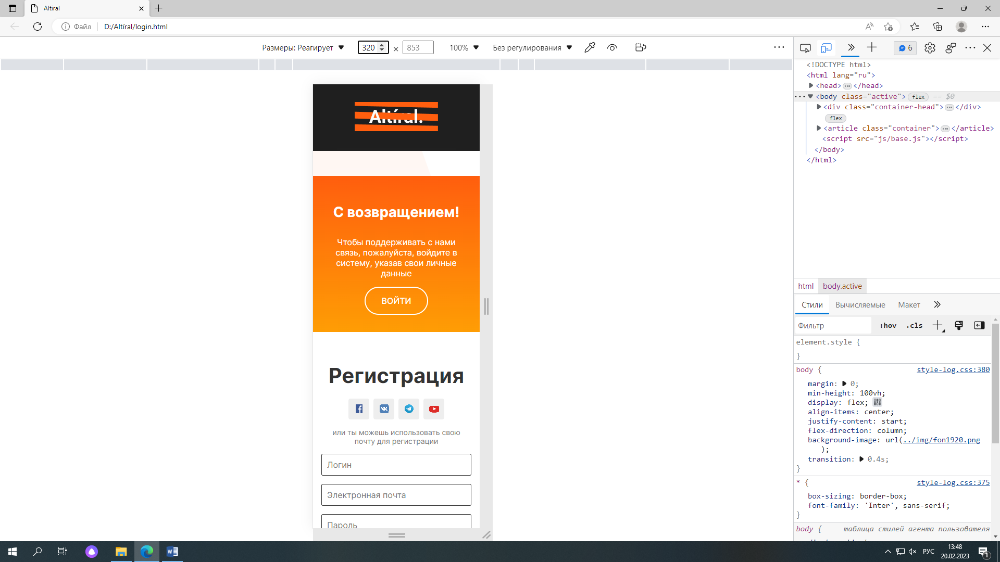 Altiral
Файл
D:/Altíral/login.html
Размеры: Реагирует
320
×
853
100%
Без регулирования
6
Altíral.
С возвращением!
Чтобы поддерживать с нами
связь, пожалуйста, войдите в
систему, указав свои личные
данные
ВОЙТИ
Регистрация
или ты можешь использовать свою
почту для регистрации
Логин
Электронная почта
Пароль
<!DOCTYPE html>
<html lang="ru">
<head>…</head>
<body class="active"> flex == $0
<div class="container-head">…</div>
flex
<article class="container">…</article>
<script src="js/base.js"></script>
</body>
</html>
html body.active
Стили Вычисляемые Макет
Фильтр :hov .cls
element.style {
}
body { style-log.css:380
margin: 0;
min-height: 100vh;
display: flex;
align-items: center;
justify-content: start;
flex-direction: column;
background-image: url(../img/fon1920.png
);
transition: 0.4s;
}
* { style-log.css:375
box-sizing: border-box;
font-family: 'Inter', sans-serif;
}
body { таблица стилей агента пользователя
РУС
13:48
20.02.2023
1